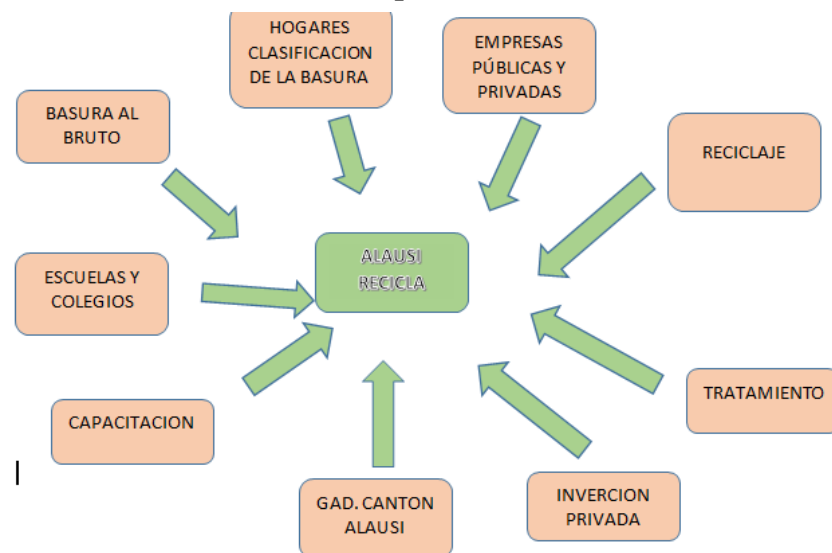 HOGARES
CLASIFICACION
DE LA BASURA
EMPRESAS
PÚBLICAS Y
PRIVADAS
BASURA AL
BRUTO
RECICLAJE
ALAUSI
RECICLA
ESCUELAS Y
COLEGIOS
TRATAMIENTO
CAPACITACION
GAD. CANTON
ALAUSI
INVERCION
PRIVADA